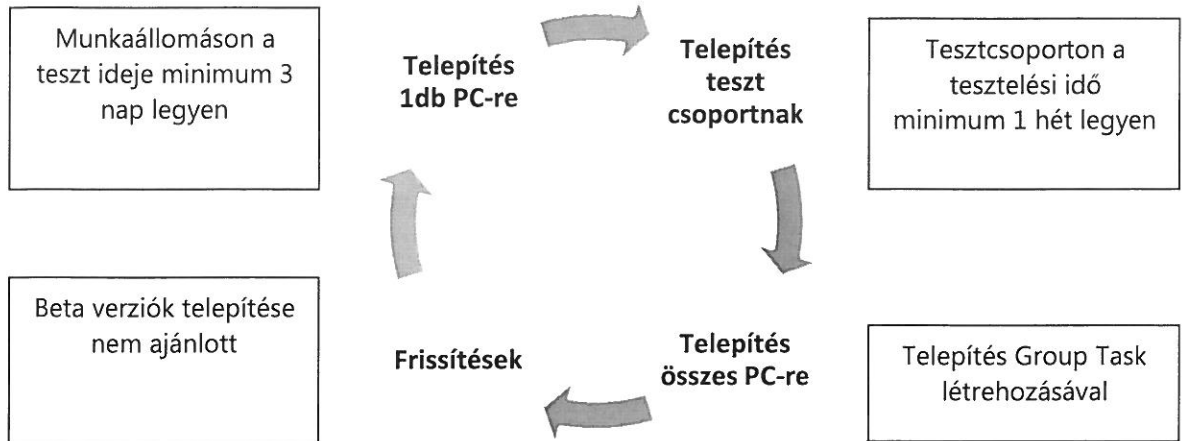 Munkaállomáson a
teszt ideje minimum 3
nap legyen
Telepítés
1db PC-re
Telepítés
teszt
csoportnak
Tesztcsoporton a
tesztelési idő
minimum 1 hét legyen
Beta verziók telepítése
nem ajánlott
Frissítések
Telepítés
összes PC-re
Telepítés Group Task
létrehozásával